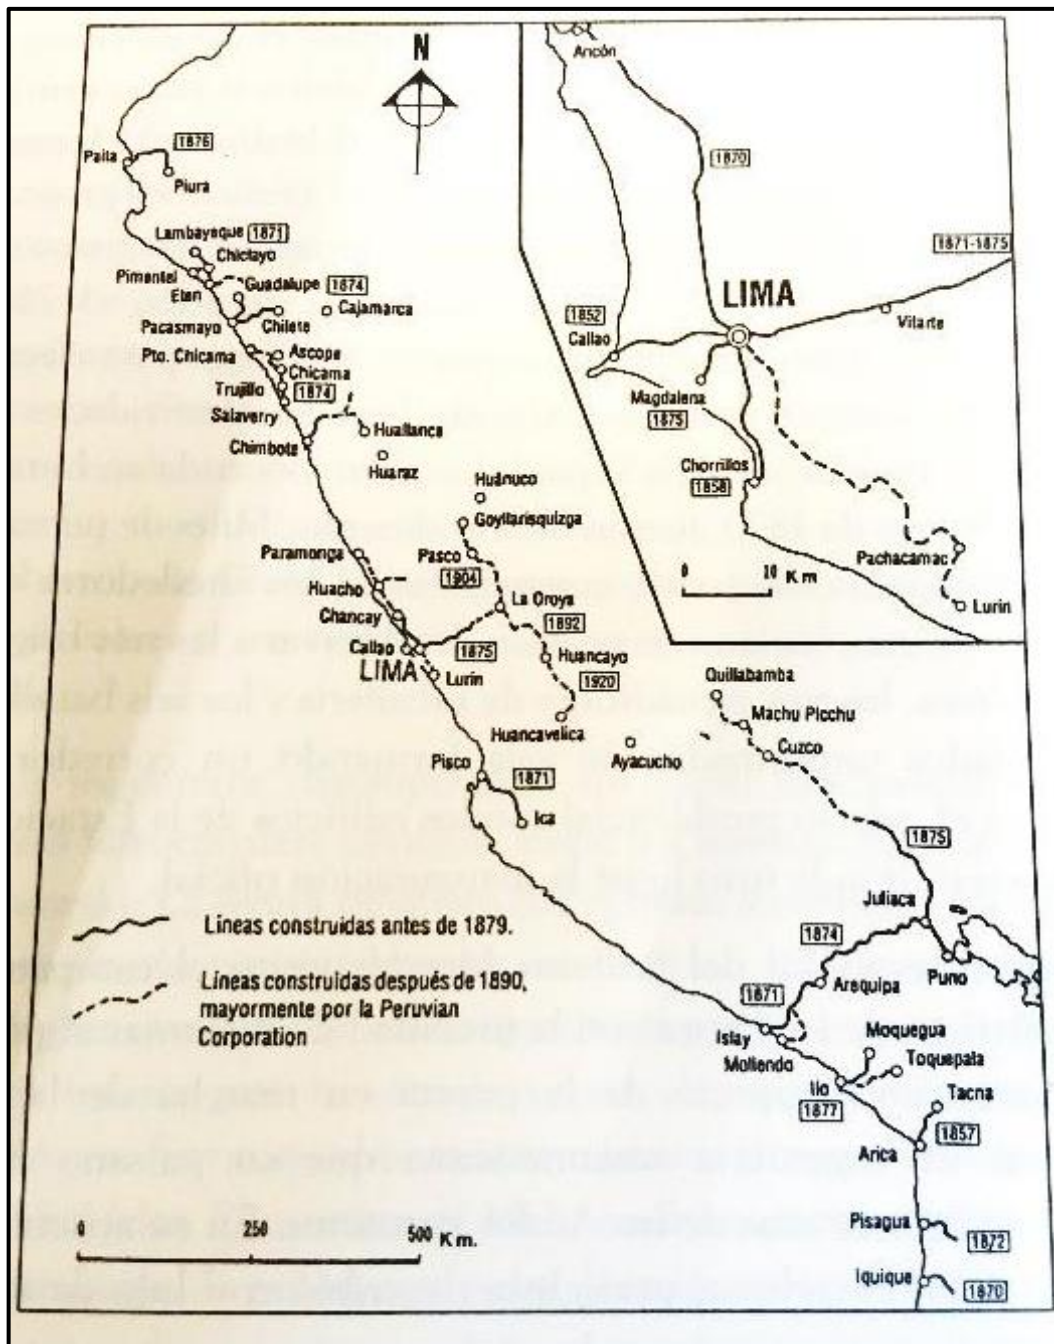 N
Ancón
1876
Paita
Piura
1870
Lambayeque 1871
Chiclayo
Pimentel
Eten
Guadalupe 1874
Cajamarca
Pacasmayo
Chilete
Pto. Chicama
Ascope
Chicama
Trujillo 1874
Salaverry
Chimbote
Huallanca
Huaraz
1871-1875
LIMA
Vitarte
1852
Callao
Magdalena
1875
Chorrillos
1858
Pachacamac
Lurin
0 10 Km
Huánuco
Goyllarisquizga
Paramonga
Pasco
1904
Huacho
La Oroya
Chancay
1892
Callao
LIMA
1875
Lurin
Huancayo
1920
Huancavelica
Quillabamba
Machu Picchu
Cuzco
Ayacucho
Pisco
1871
Ica
1875
Juliaca
1874
Puno
Arequipa
1871
Islay
Mollendo
Moquegua
Toquepala
Ilo
1877
Tacna
1857
Arica
Pisagua
1872
Iquique
1870
Líneas construidas antes de 1879.
Líneas construidas después de 1890,
mayormente por la Peruvian
Corporation
0 250 500 Km.